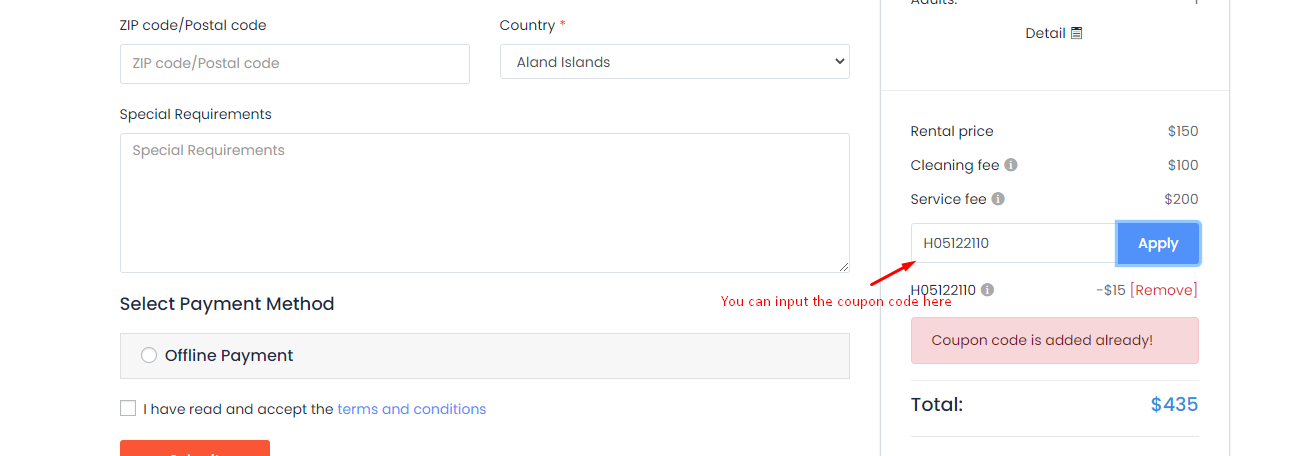 ZIP code/Postal code
ZIP code/Postal code
Country *
Aland Islands
Special Requirements
Special Requirements
Select Payment Method
Offline Payment
I have read and accept the terms and conditions
Detail
Rental price $150
Cleaning fee $100
Service fee $200
H05122110 Apply
H05122110 -$15 [Remove]
You can input the coupon code here
Coupon code is added already!
Total: $435